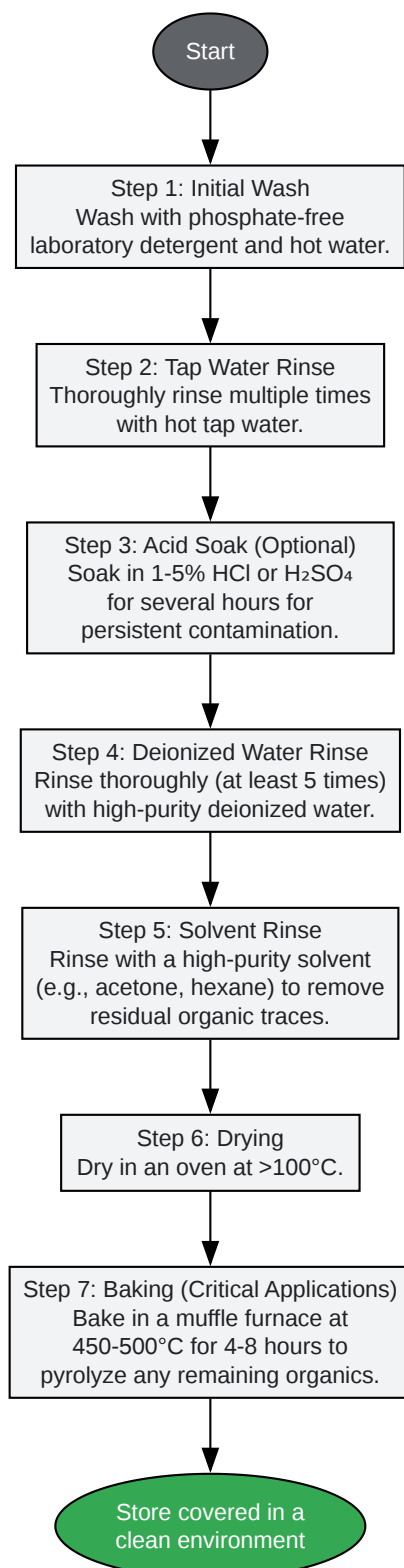 Start
Step 1: Initial Wash
Wash with phosphate-free
laboratory detergent and hot water.
Step 2: Tap Water Rinse
Thoroughly rinse multiple times
with hot tap water.
Step 3: Acid Soak (Optional)
Soak in 1-5% HCl or H₂SO₄
for several hours for
persistent contamination.
Step 4: Deionized Water Rinse
Rinse thoroughly (at least 5 times)
with high-purity deionized water.
Step 5: Solvent Rinse
Rinse with a high-purity solvent
(e.g., acetone, hexane) to remove
residual organic traces.
Step 6: Drying
Dry in an oven at >100°C.
Step 7: Baking (Critical Applications)
Bake in a muffle furnace at
450-500°C for 4-8 hours to
pyrolyze any remaining organics.
Store covered in a
clean environment